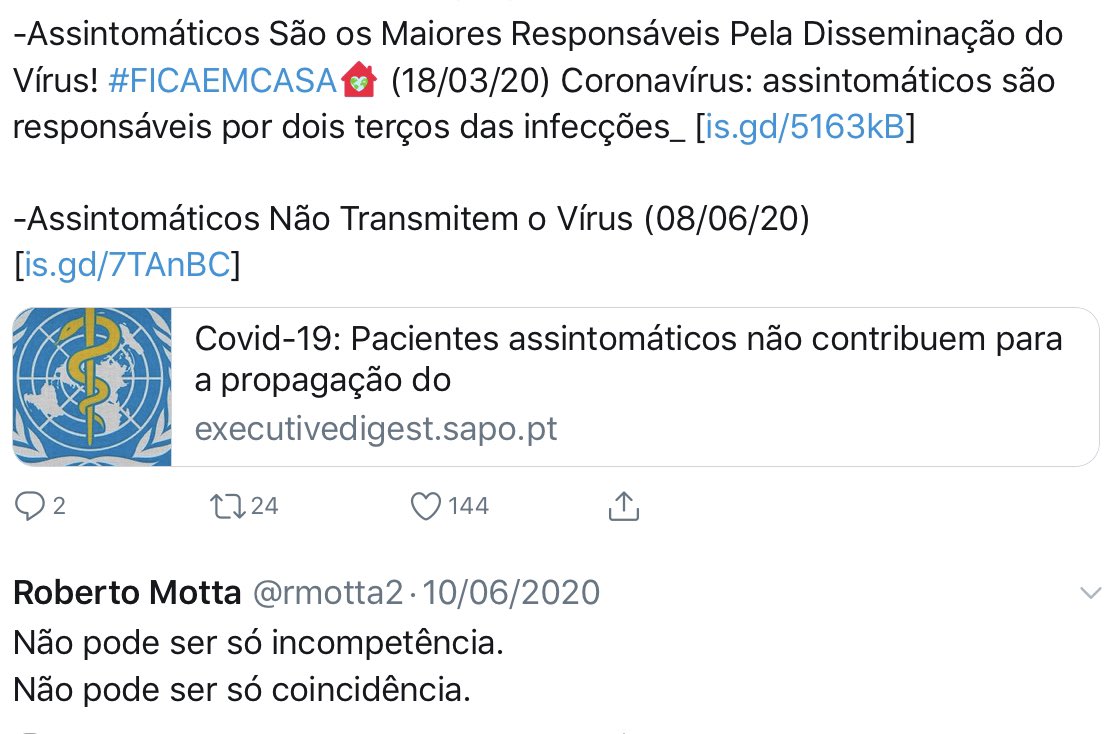 -Assintomáticos São os Maiores Responsáveis Pela Disseminação do
Vírus! #FICAEMCASA (18/03/20) Coronavírus: assintomáticos são
responsáveis por dois terços das infecções_ [is.gd/5163kB]
-Assintomáticos Não Transmitem o Vírus (08/06/20)
[is.gd/7TAnBC]
Covid-19: Pacientes assintomáticos não contribuem para
a propagação do
executivedigest.sapo.pt
2 24 144
Roberto Motta @rmotta2 · 10/06/2020
Não pode ser só incompetência.
Não pode ser só coincidência.